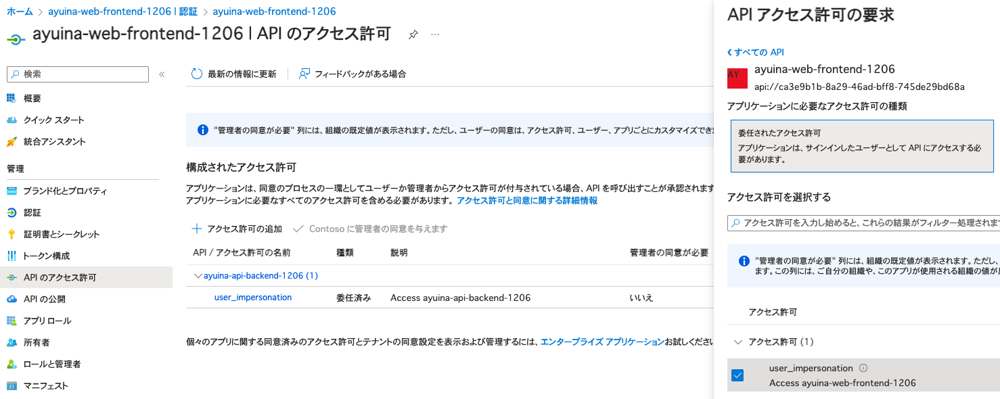 ホーム > ayuina-web-frontend-1206 | 認証 > ayuina-web-frontend-1206
ayuina-web-frontend-1206 | API のアクセス許可
検索
概要
クイック スタート
統合アシスタント
管理
ブランド化とプロパティ
認証
証明書とシークレット
トークン構成
API のアクセス許可
API の公開
アプリ ロール
所有者
ロールと管理者
マニフェスト
最新の情報に更新
フィードバックがある場合
"管理者の同意が必要" 列には、組織の既定値が表示されます。ただし、ユーザーの同意は、アクセス許可、ユーザー、アプリごとにカスタマイズでき
構成されたアクセス許可
アプリケーションは、同意のプロセスの一環としてユーザーか管理者からアクセス許可が付与されている場合、API を呼び出すことが承認されます
アプリケーションに必要なすべてのアクセス許可を含める必要があります。 アクセス許可と同意に関する詳細情報
アクセス許可の追加
Contoso に管理者の同意を与えます
API / アクセス許可の名前 種類 説明 管理者の同意が必要
ayuina-api-backend-1206 (1)
user_impersonation 委任済み Access ayuina-api-backend-1206 いいえ
個々のアプリに関する同意済みのアクセス許可とテナントの同意設定を表示および管理するには、エンタープライズ アプリケーションお試しください
API アクセス許可の要求
すべての API
AY
ayuina-web-frontend-1206
api://ca3e9b1b-8a29-46ad-bff8-745de29bd68a
アプリケーションに必要なアクセス許可の種類
委任されたアクセス許可
アプリケーションは、サインインしたユーザーとして API にアクセスする必
要があります。
アクセス許可を選択する
アクセス許可を入力し始めると、これらの結果がフィルター処理されます
"管理者の同意が必要" 列には、組織の既定値が表示されます。ただし、
ます。この列には、ご自分の組織や、このアプリが使用される組織の値が
アクセス許可
アクセス許可 (1)
user_impersonation
Access ayuina-web-frontend-1206